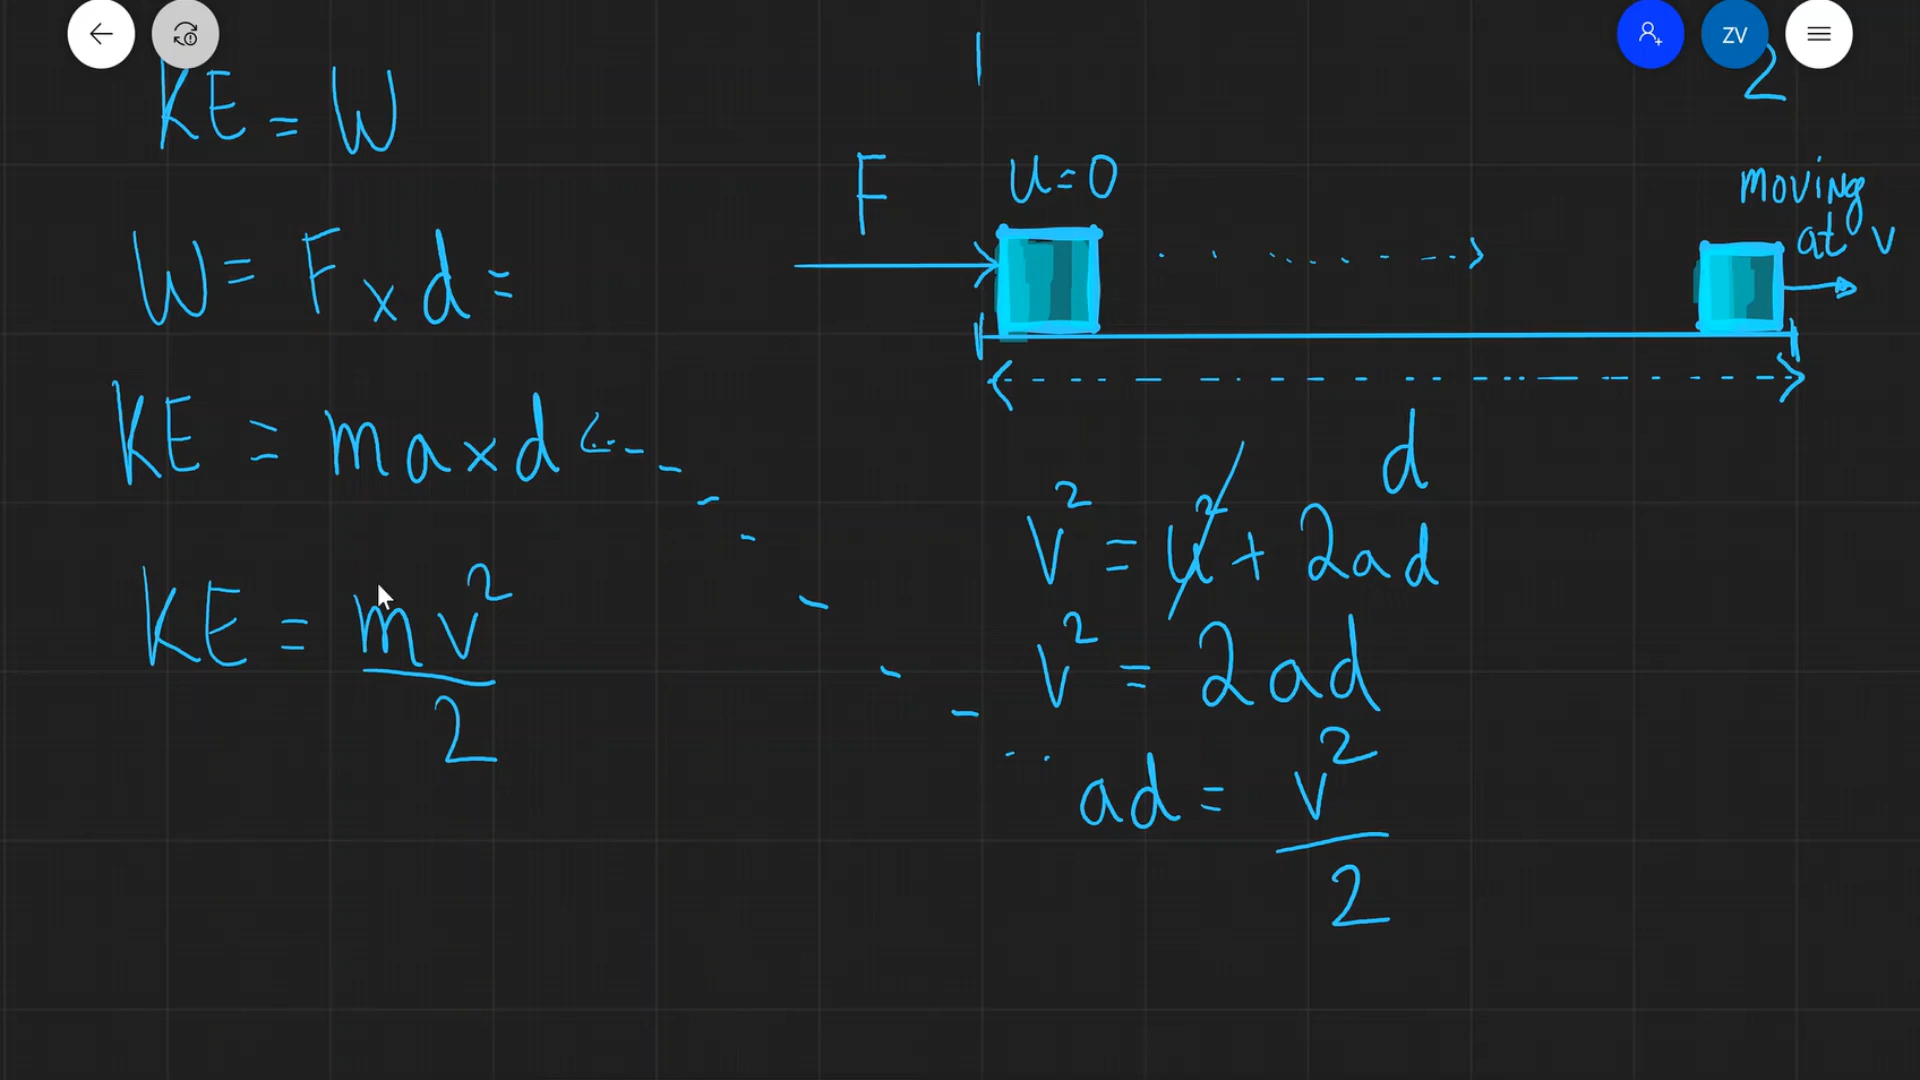 ZV
KE = W
W = F x d =
KE = ma x d
KE = mv²
2
1
2
F
u = 0
moving
at v
d
v² = u² + 2ad
v² = 2ad
ad = v²
2